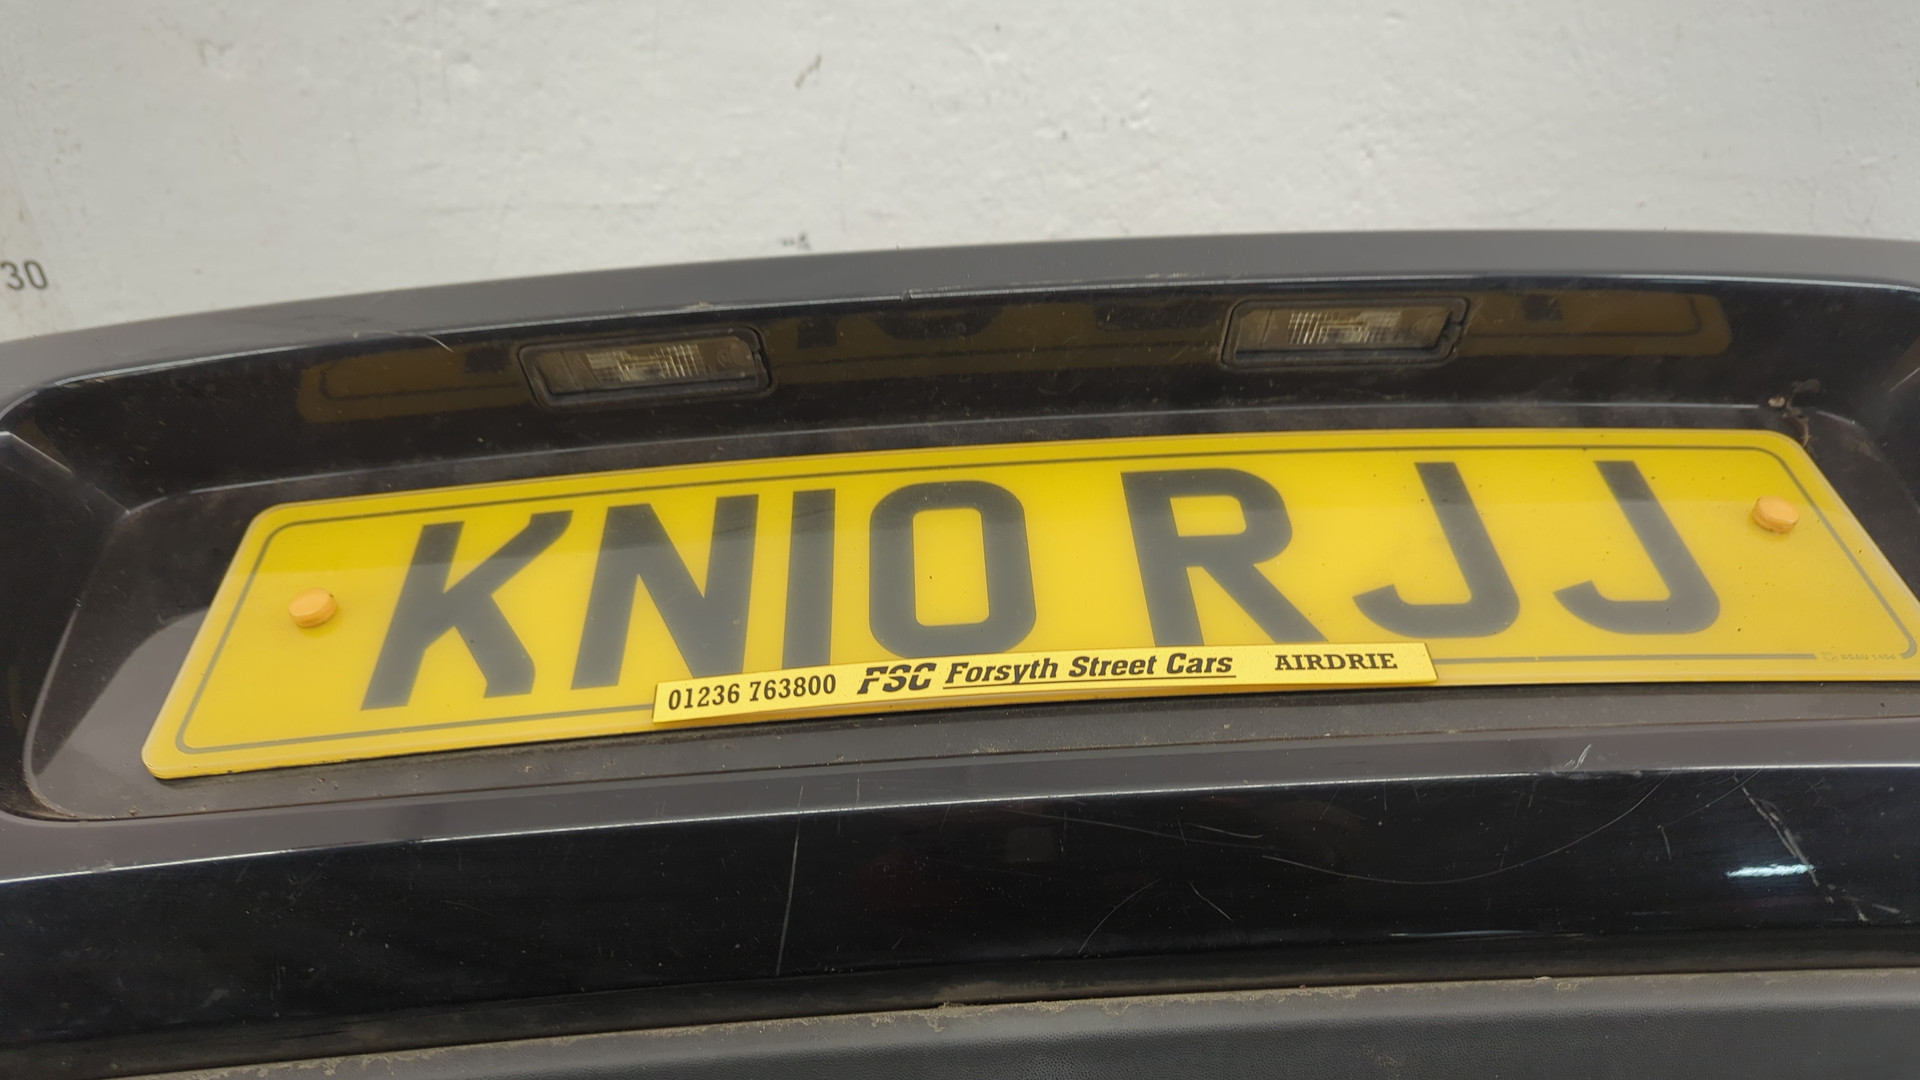 30
KN10 RJJ
01236 763800 FSC Forsyth Street Cars AIRDRIE